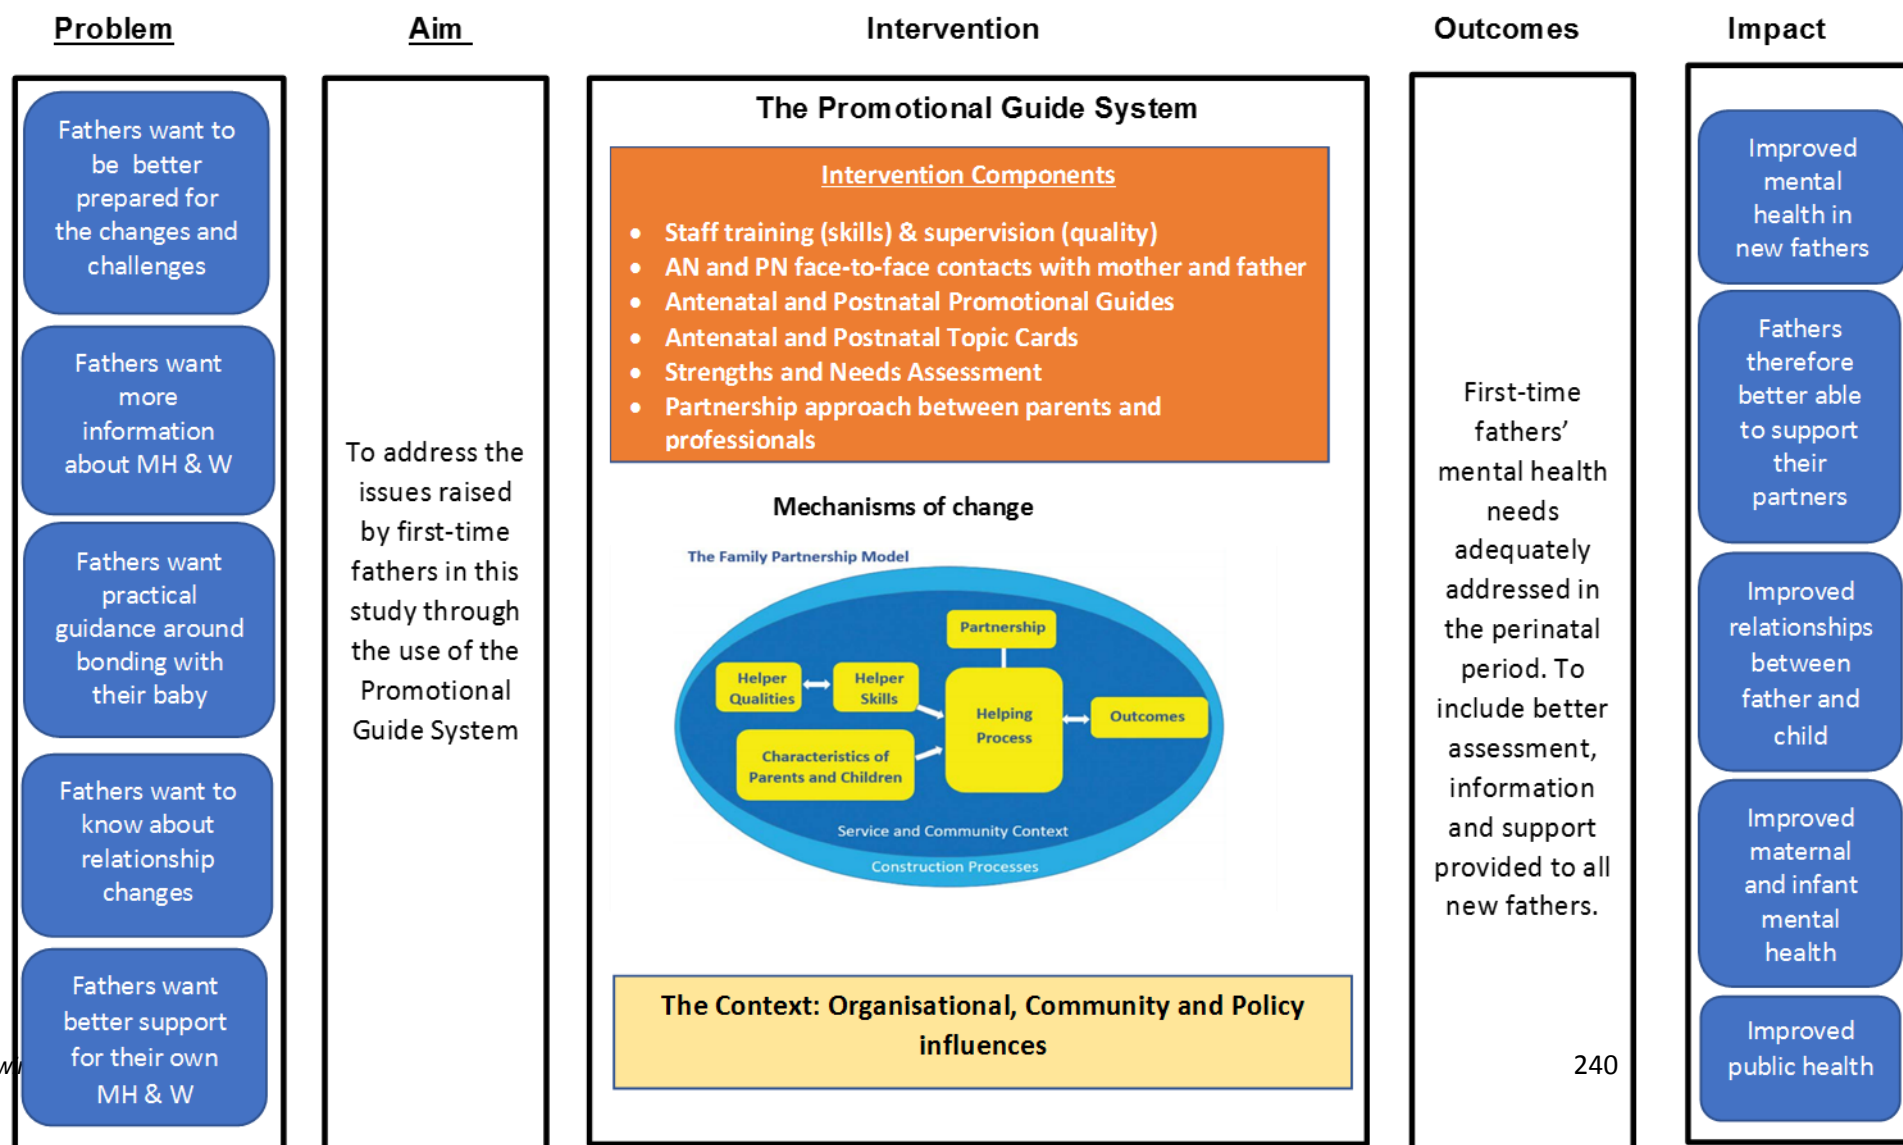 Problem
Aim
Intervention
Outcomes
Impact
Fathers want to
be better
prepared for
the changes and
challenges
Fathers want
more
information
about MH & W
Fathers want
practical
guidance around
bonding with
their baby
Fathers want to
know about
relationship
changes
Fathers want
better support
for their own
MH & W
To address the
issues raised
by first-time
fathers in this
study through
the use of the
Promotional
Guide System
The Promotional Guide System
Intervention Components
• Staff training (skills) & supervision (quality)
• AN and PN face-to-face contacts with mother and father
• Antenatal and Postnatal Promotional Guides
• Antenatal and Postnatal Topic Cards
• Strengths and Needs Assessment
• Partnership approach between parents and
professionals
Mechanisms of change
The Family Partnership Model
Partnership
Helper
Qualities
Helper
Skills
Helping
Process
Outcomes
Characteristics of
Parents and Children
Service and Community Context
Construction Processes
The Context: Organisational, Community and Policy
influences
First-time
fathers’
mental health
needs
adequately
addressed in
the perinatal
period. To
include better
assessment,
information
and support
provided to all
new fathers.
240
Improved
mental
health in
new fathers
Fathers
therefore
better able
to support
their
partners
Improved
relationships
between
father and
child
Improved
maternal
and infant
mental
health
Improved
public health